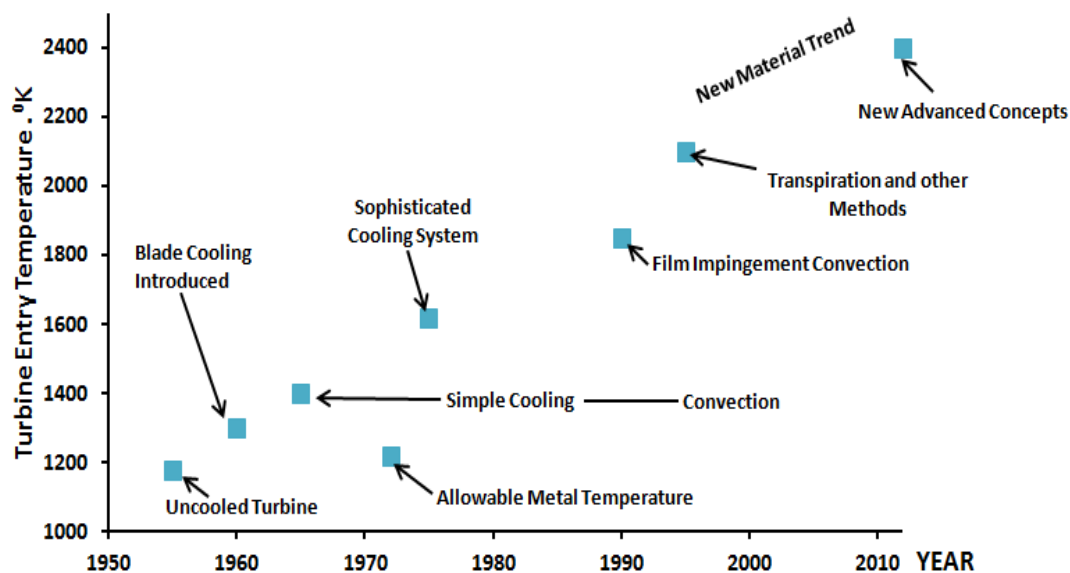 Turbine Entry Temperature . ⁰K
2400
2200
2000
1800
1600
1400
1200
1000
1950
1960
1970
1980
1990
2000
2010
YEAR
New Material Trend
New Advanced Concepts
Transpiration and other
Methods
Sophisticated
Cooling System
Blade Cooling
Introduced
Film Impingement Convection
Simple Cooling
Convection
Allowable Metal Temperature
Uncooled Turbine